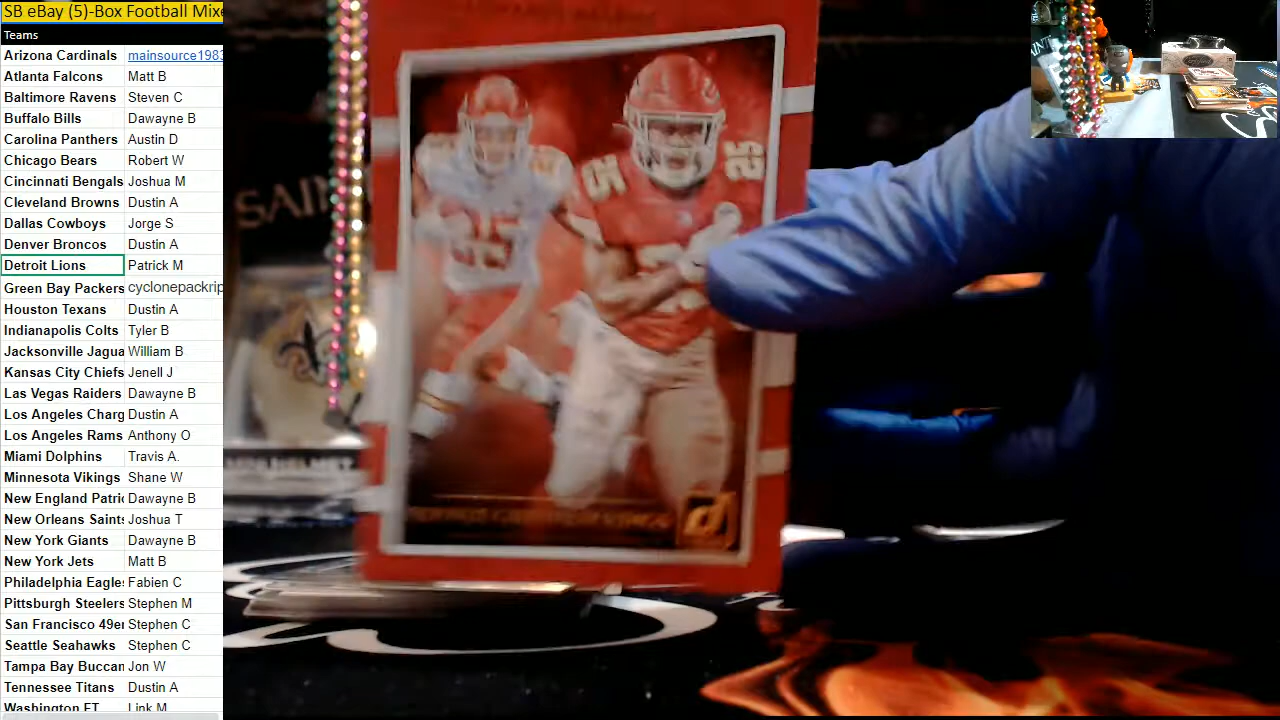 SB eBay (5)-Box Football Mixe
Teams
Arizona Cardinals mainsource1983
Atlanta Falcons Matt B
Baltimore Ravens Steven C
Buffalo Bills Dawayne B
Carolina Panthers Austin D
Chicago Bears Robert W
Cincinnati Bengals Joshua M
Cleveland Browns Dustin A
Dallas Cowboys Jorge S
Denver Broncos Dustin A
Detroit Lions Patrick M
Green Bay Packers cyclonepackrip
Houston Texans Dustin A
Indianapolis Colts Tyler B
Jacksonville Jagua William B
Kansas City Chiefs Jenell J
Las Vegas Raiders Dawayne B
Los Angeles Charg Dustin A
Los Angeles Rams Anthony O
Miami Dolphins Travis A.
Minnesota Vikings Shane W
New England Patric Dawayne B
New Orleans Saints Joshua T
New York Giants Dawayne B
New York Jets Matt B
Philadelphia Eagle Fabien C
Pittsburgh Steelers Stephen M
San Francisco 49er Stephen C
Seattle Seahawks Stephen C
Tampa Bay Buccan Jon W
Tennessee Titans Dustin A
Washington FT Link M
SAIN
25
25